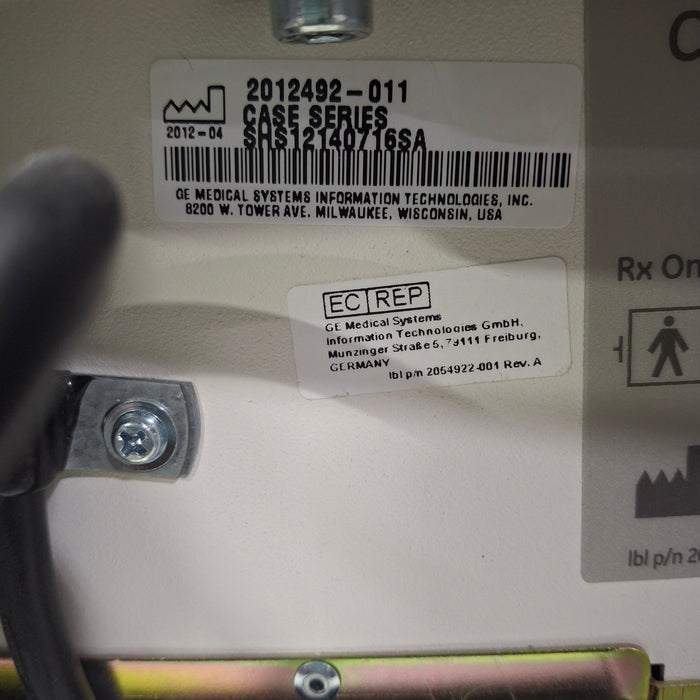 2012492-011
CASE SERIES
2012-04
SHS12140716SA
GE MEDICAL SYSTEMS INFORMATION TECHNOLOGIES, INC.
8200 W. TOWER AVE. MILWAUKEE, WISCONSIN, USA
EC REP
GE Medical Systems
Information Technologies GmbH,
Munzinger Straße 5, 79111 Freiburg,
GERMANY
lbl p/n 2054922-001 Rev. A
C
Rx On
lbl p/n 20